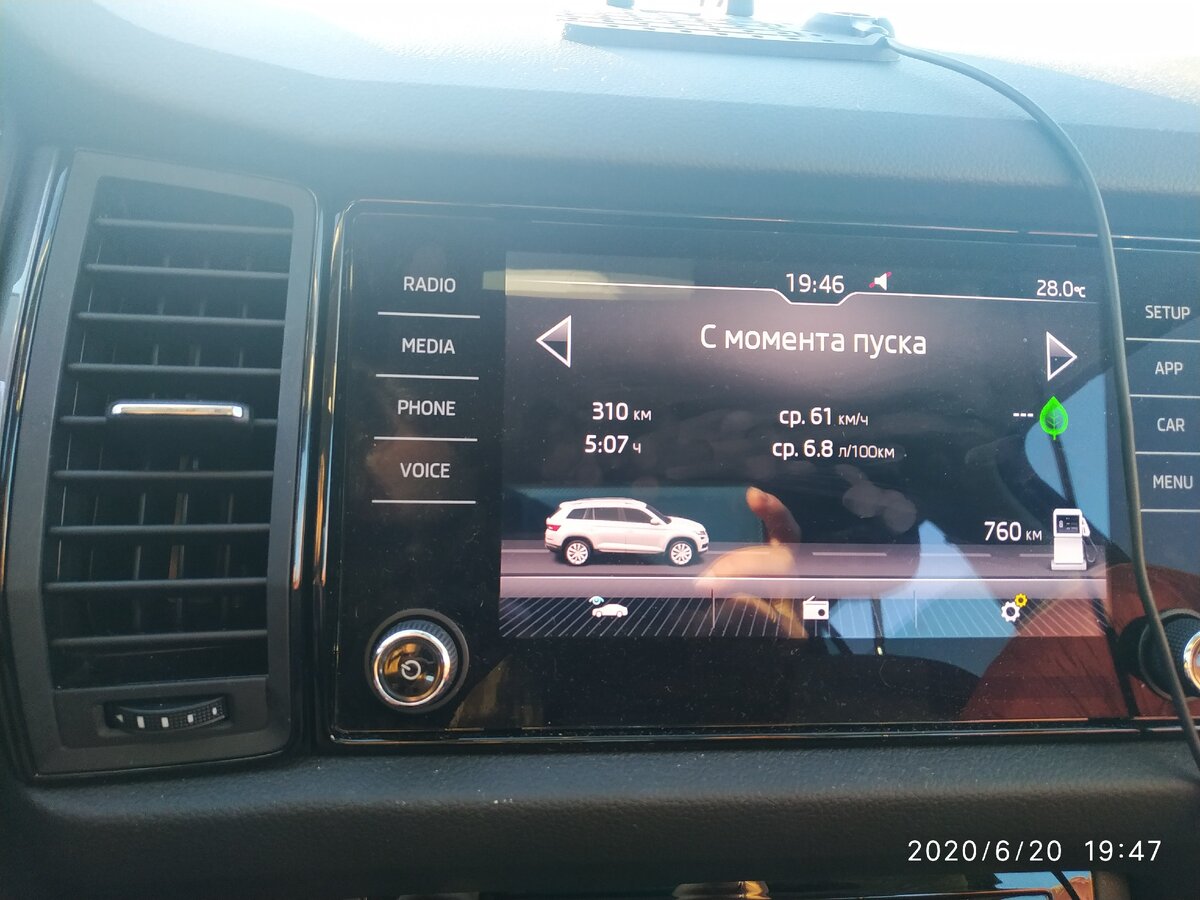 RADIO
MEDIA
PHONE
VOICE
19:46
28.0°C
С момента пуска
310 км
ср. 61 км/ч
---
5:07 ч
ср. 6.8 л/100км
760 км
SETUP
APP
CAR
MENU
2020/6/20 19:47